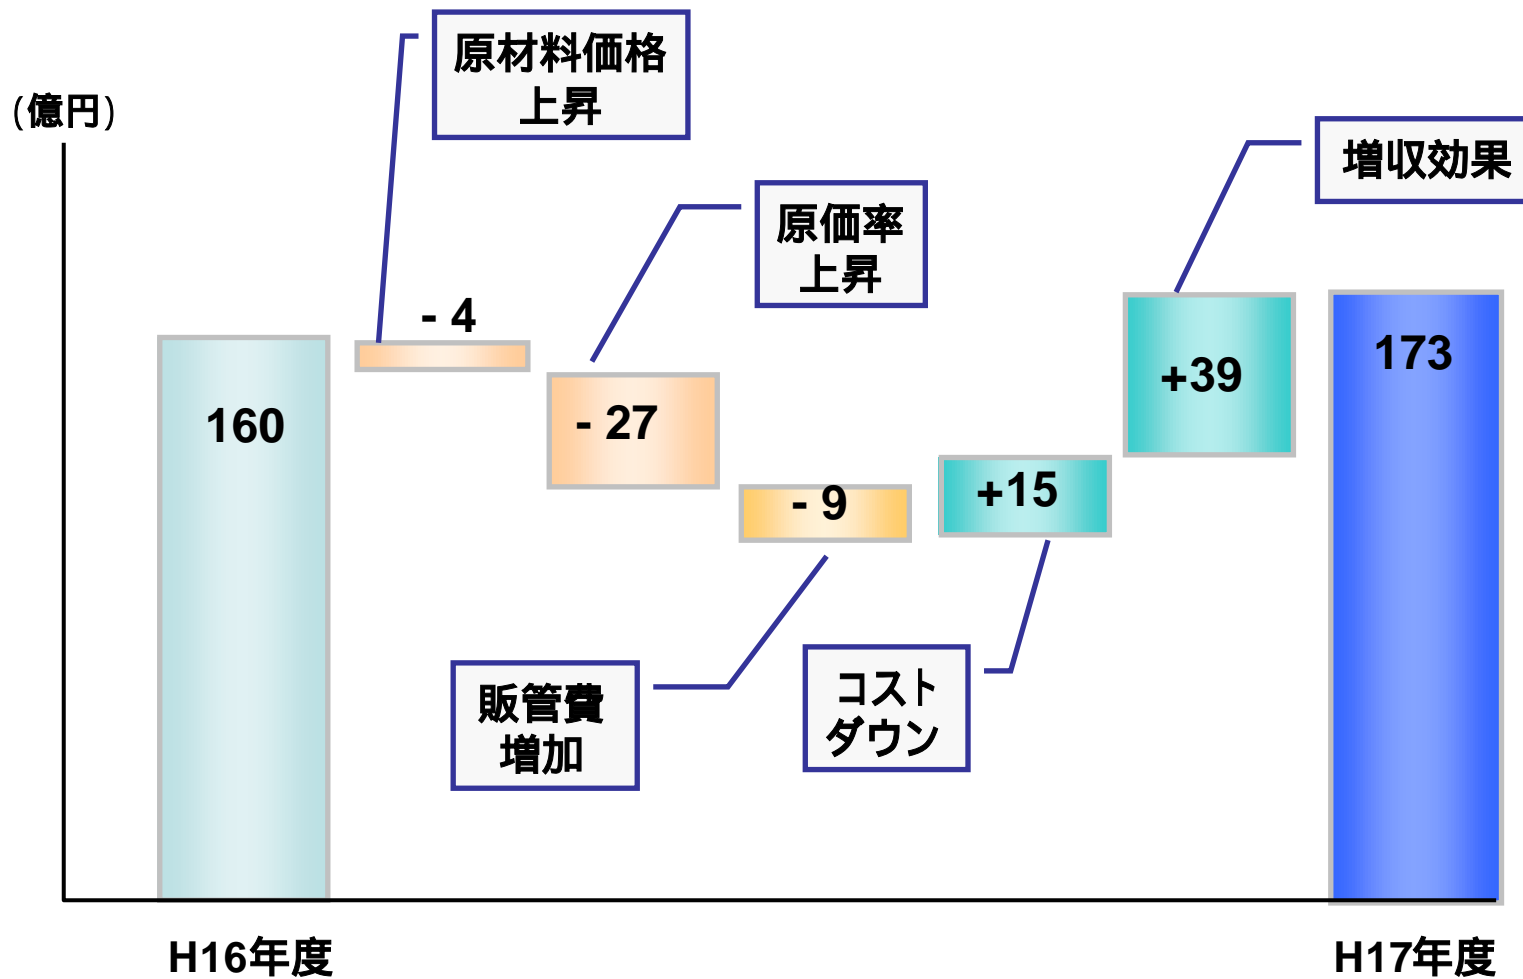 原材料価格
上昇
(億円)
増収効果
原価率
上昇
- 4
160
- 27
- 9
+15
+39
173
販管費
増加
コスト
ダウン
H16年度
H17年度